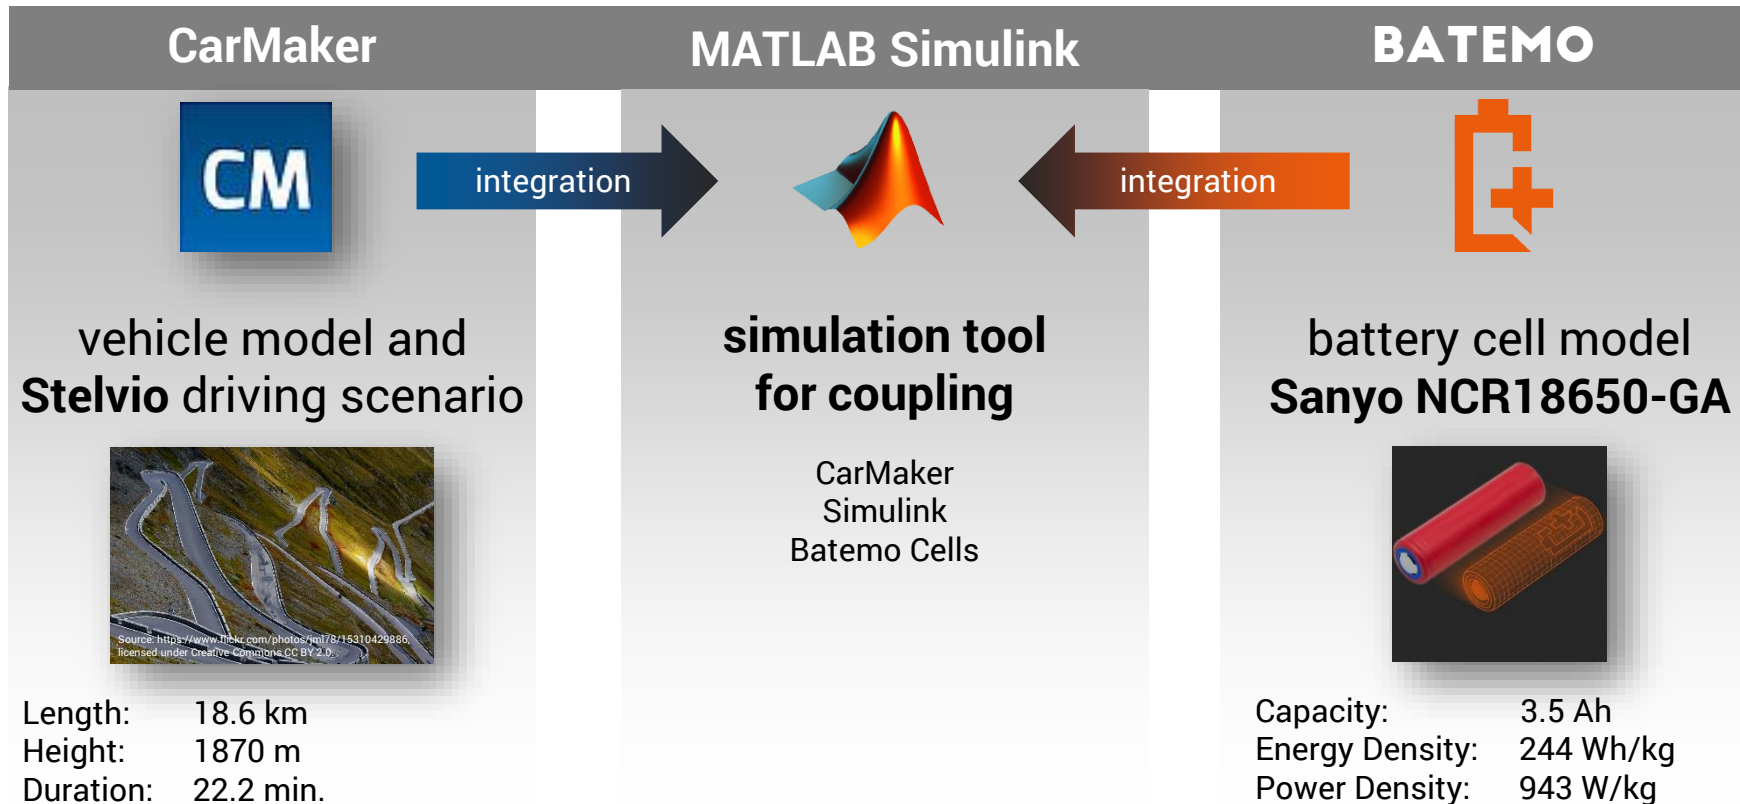 CarMaker
MATLAB Simulink
BATEMO
CM
integration
integration
vehicle model and
Stelvio driving scenario
Source: https://www.flickr.com/photos/jml78/15310429886,
licensed under Creative Commons CC BY 2.0.
Length: 18.6 km
Height: 1870 m
Duration: 22.2 min.
simulation tool
for coupling
CarMaker
Simulink
Batemo Cells
battery cell model
Sanyo NCR18650-GA
Capacity: 3.5 Ah
Energy Density: 244 Wh/kg
Power Density: 943 W/kg